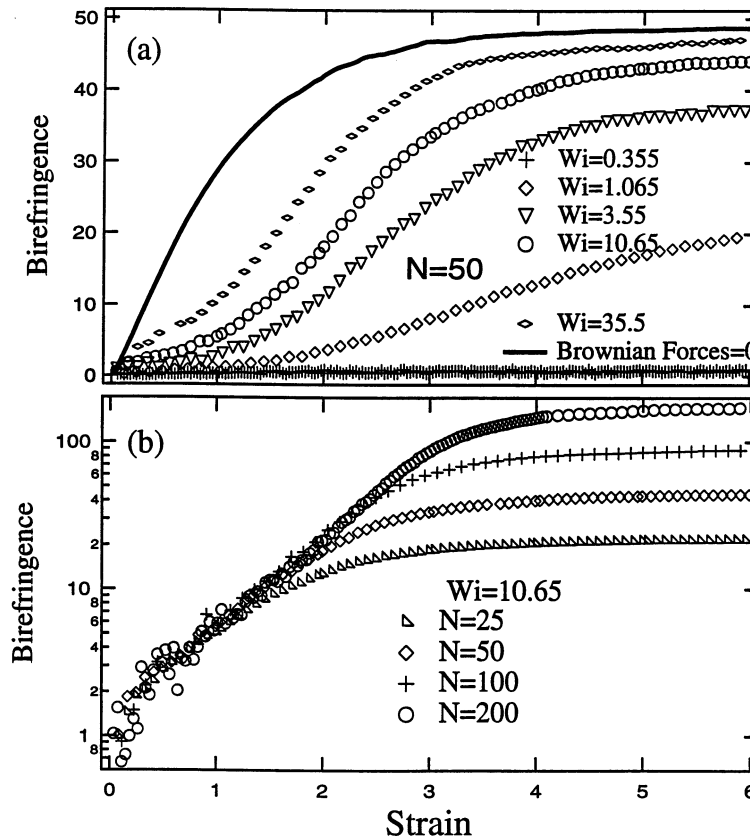 50
(a)
40
30
Wi=0.355
Wi=1.065
Wi=3.55
20
Wi=10.65
N=50
10
Wi=35.5
Brownian Forces=0
0
Birefringence
(b)
100
8
6
4
2
10
8
6
4
2
1
8
Birefringence
Wi=10.65
N=25
N=50
N=100
N=200
0 1 2 3 4 5 6
Strain